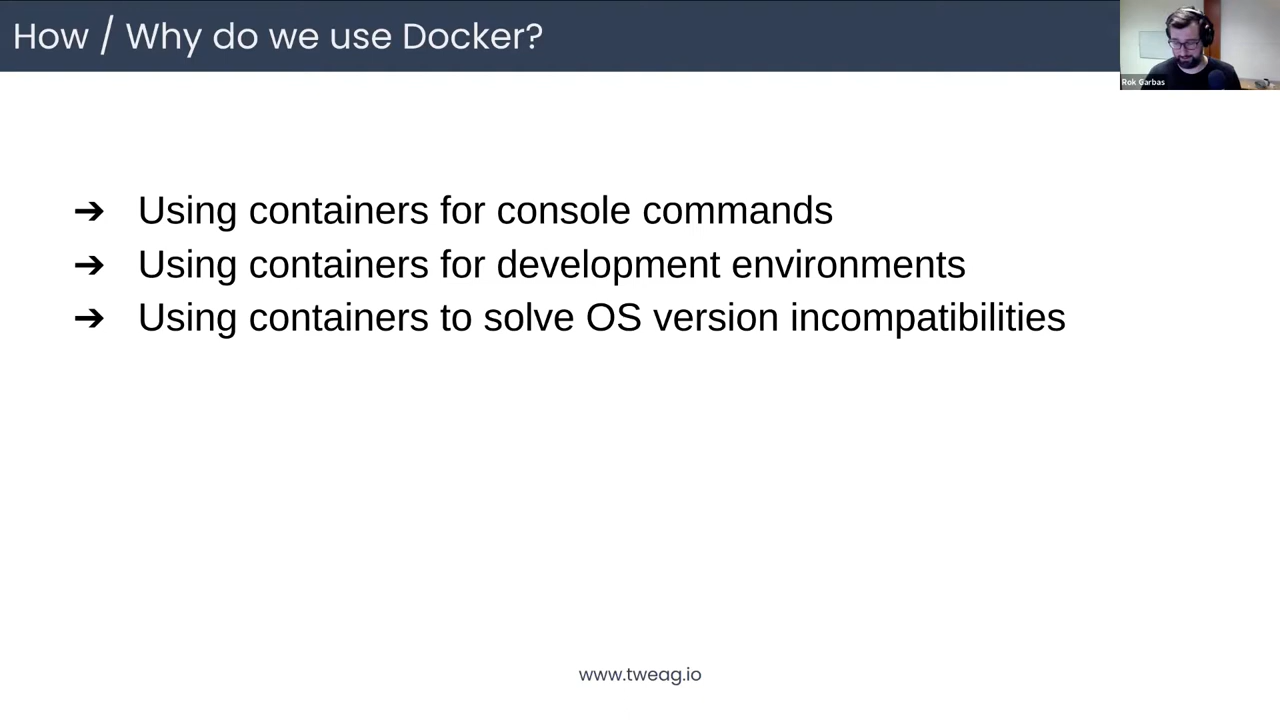 How / Why do we use Docker?
Rok Garbas
➔ Using containers for console commands
➔ Using containers for development environments
➔ Using containers to solve OS version incompatibilities
www.tweag.io